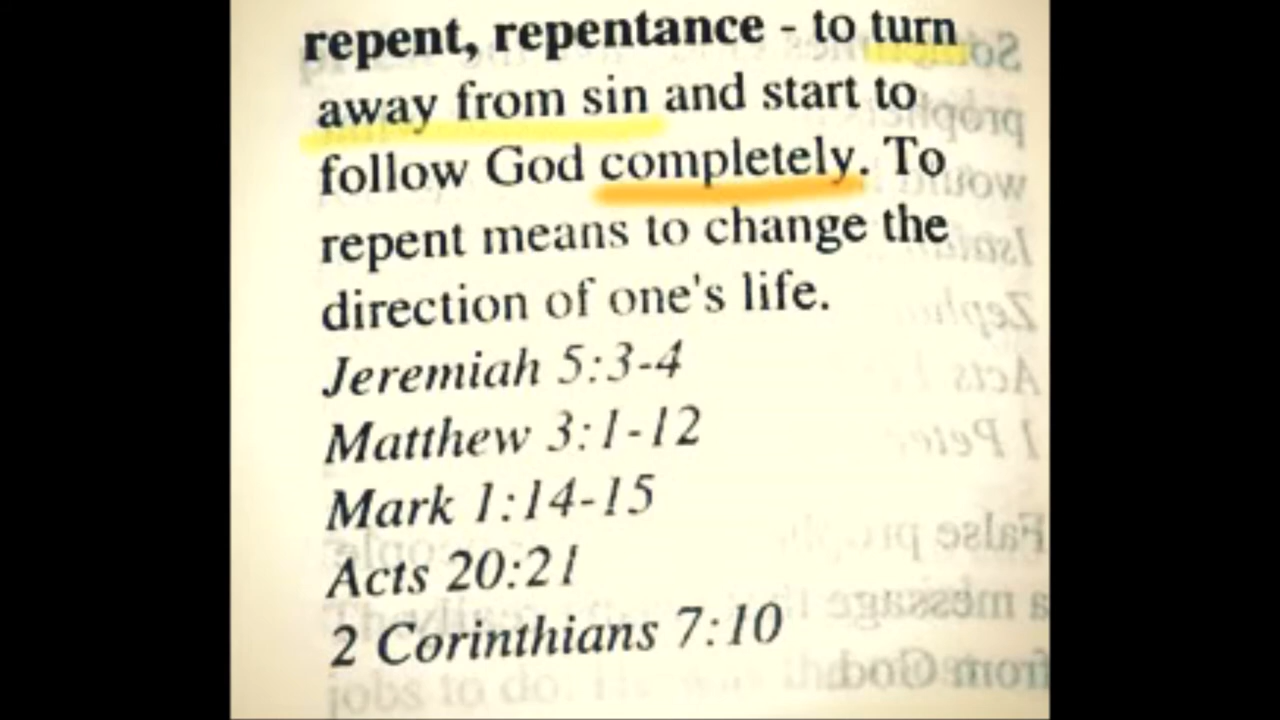 repent, repentance - to turn
away from sin and start to
follow God completely. To
repent means to change the
direction of one's life.
Jeremiah 5:3-4
Matthew 3:1-12
Mark 1:14-15
Acts 20:21
2 Corinthians 7:10